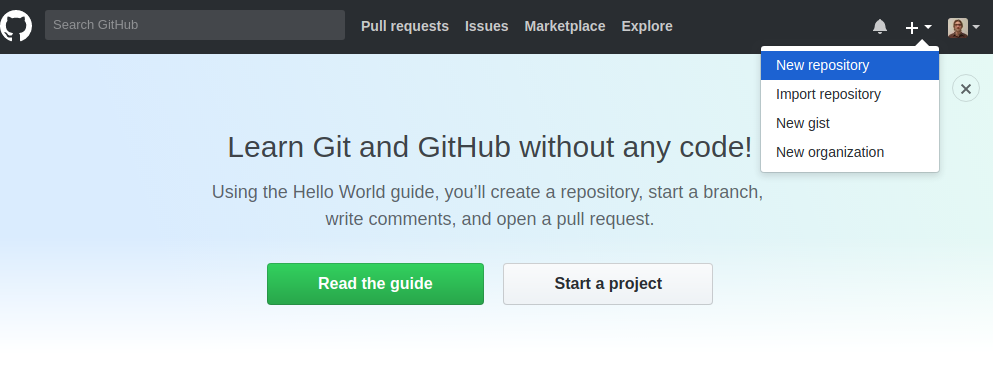 Search GitHub Pull requests Issues Marketplace Explore
New repository
Import repository
New gist
New organization
Learn Git and GitHub without any code!
Using the Hello World guide, you’ll create a repository, start a branch,
write comments, and open a pull request.
Read the guide Start a project